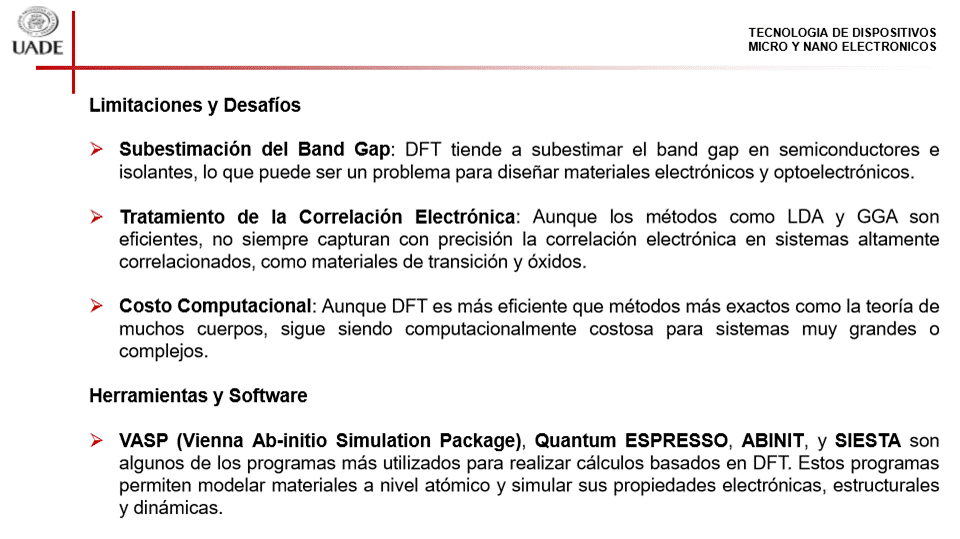 UADE
TECNOLOGIA DE DISPOSITIVOS
MICRO Y NANO ELECTRONICOS
Limitaciones y Desafíos
Subestimación del Band Gap: DFT tiende a subestimar el band gap en semiconductores e
isolantes, lo que puede ser un problema para diseñar materiales electrónicos y optoelectrónicos.
Tratamiento de la Correlación Electrónica: Aunque los métodos como LDA y GGA son
eficientes, no siempre capturan con precisión la correlación electrónica en sistemas altamente
correlacionados, como materiales de transición y óxidos.
Costo Computacional: Aunque DFT es más eficiente que métodos más exactos como la teoría de
muchos cuerpos, sigue siendo computacionalmente costosa para sistemas muy grandes o
complejos.
Herramientas y Software
VASP (Vienna Ab-initio Simulation Package), Quantum ESPRESSO, ABINIT, y SIESTA son
algunos de los programas más utilizados para realizar cálculos basados en DFT. Estos programas
permiten modelar materiales a nivel atómico y simular sus propiedades electrónicas, estructurales
y dinámicas.